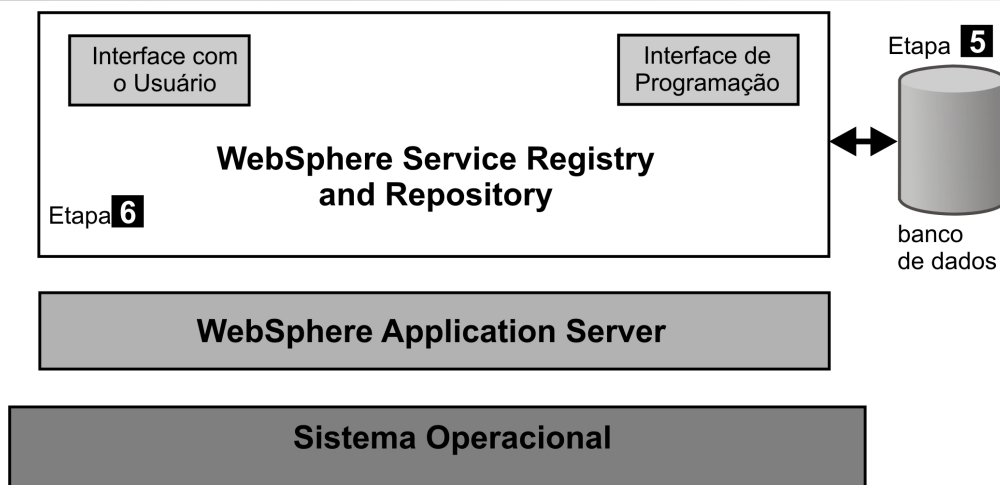 Interface com
o Usuário
Interface de
Programação
Etapa 5
WebSphere Service Registry
and Repository
Etapa 6
banco
de dados
WebSphere Application Server
Sistema Operacional